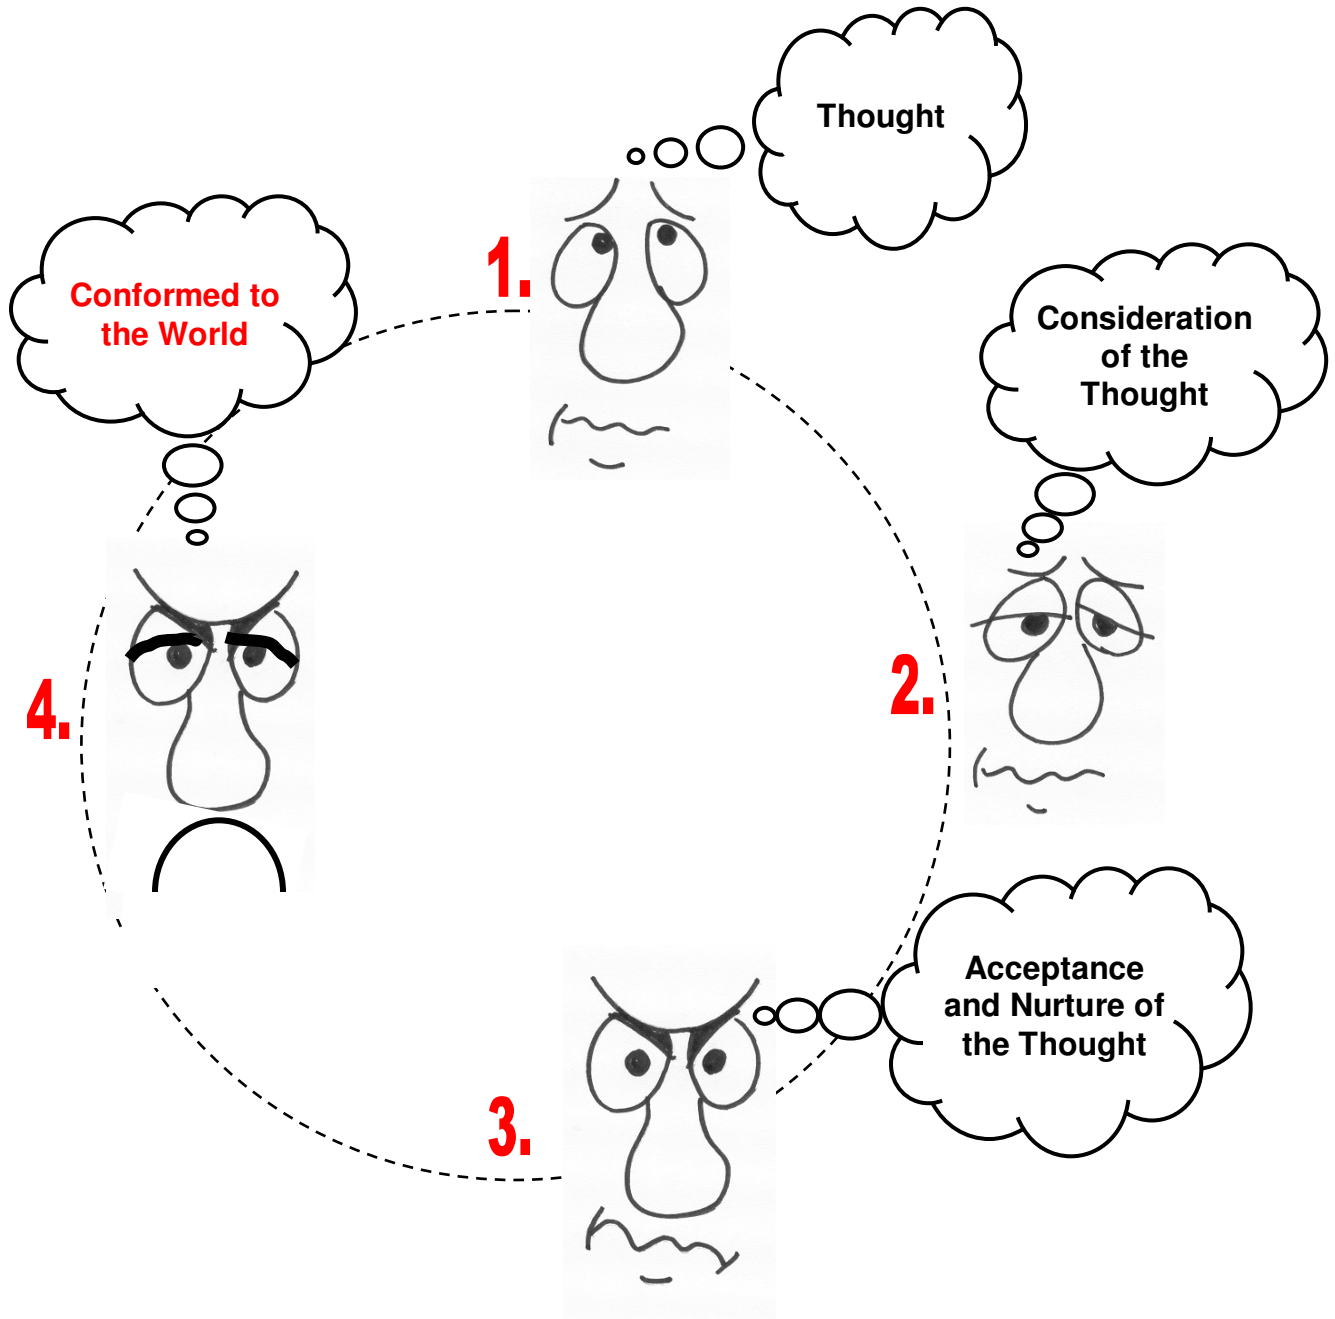 1.
Thought
2.
Consideration
of the
Thought
3.
Acceptance
and Nurture of
the Thought
4.
Conformed to
the World